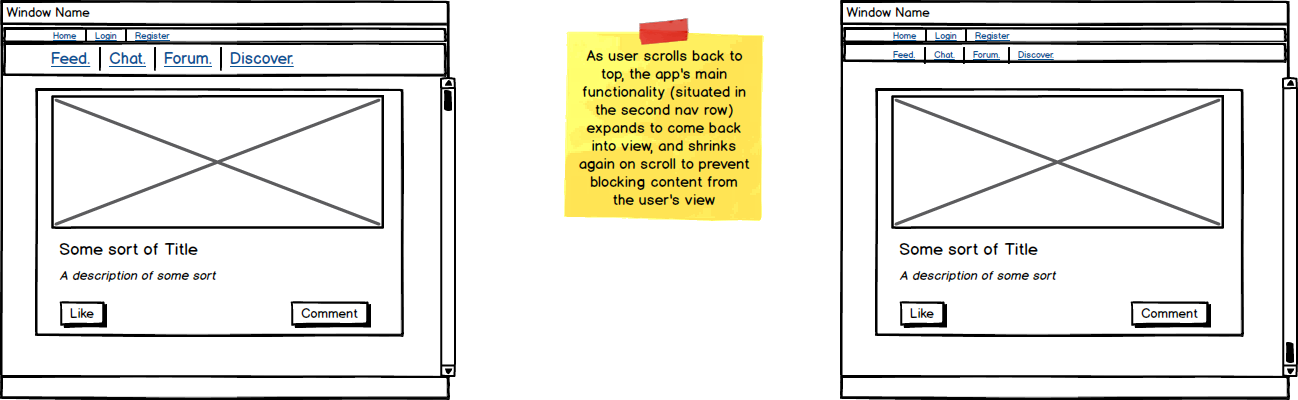 Window Name
Home Login Register
Feed. Chat. Forum. Discover.
Some sort of Title
A description of some sort
Like Comment
As user scrolls back to
top, the app's main
functionality (situated in
the second nav row)
expands to come back
into view, and shrinks
again on scroll to prevent
blocking content from
the user's view
Window Name
Home Login Register
Feed. Chat. Forum. Discover.
Some sort of Title
A description of some sort
Like Comment